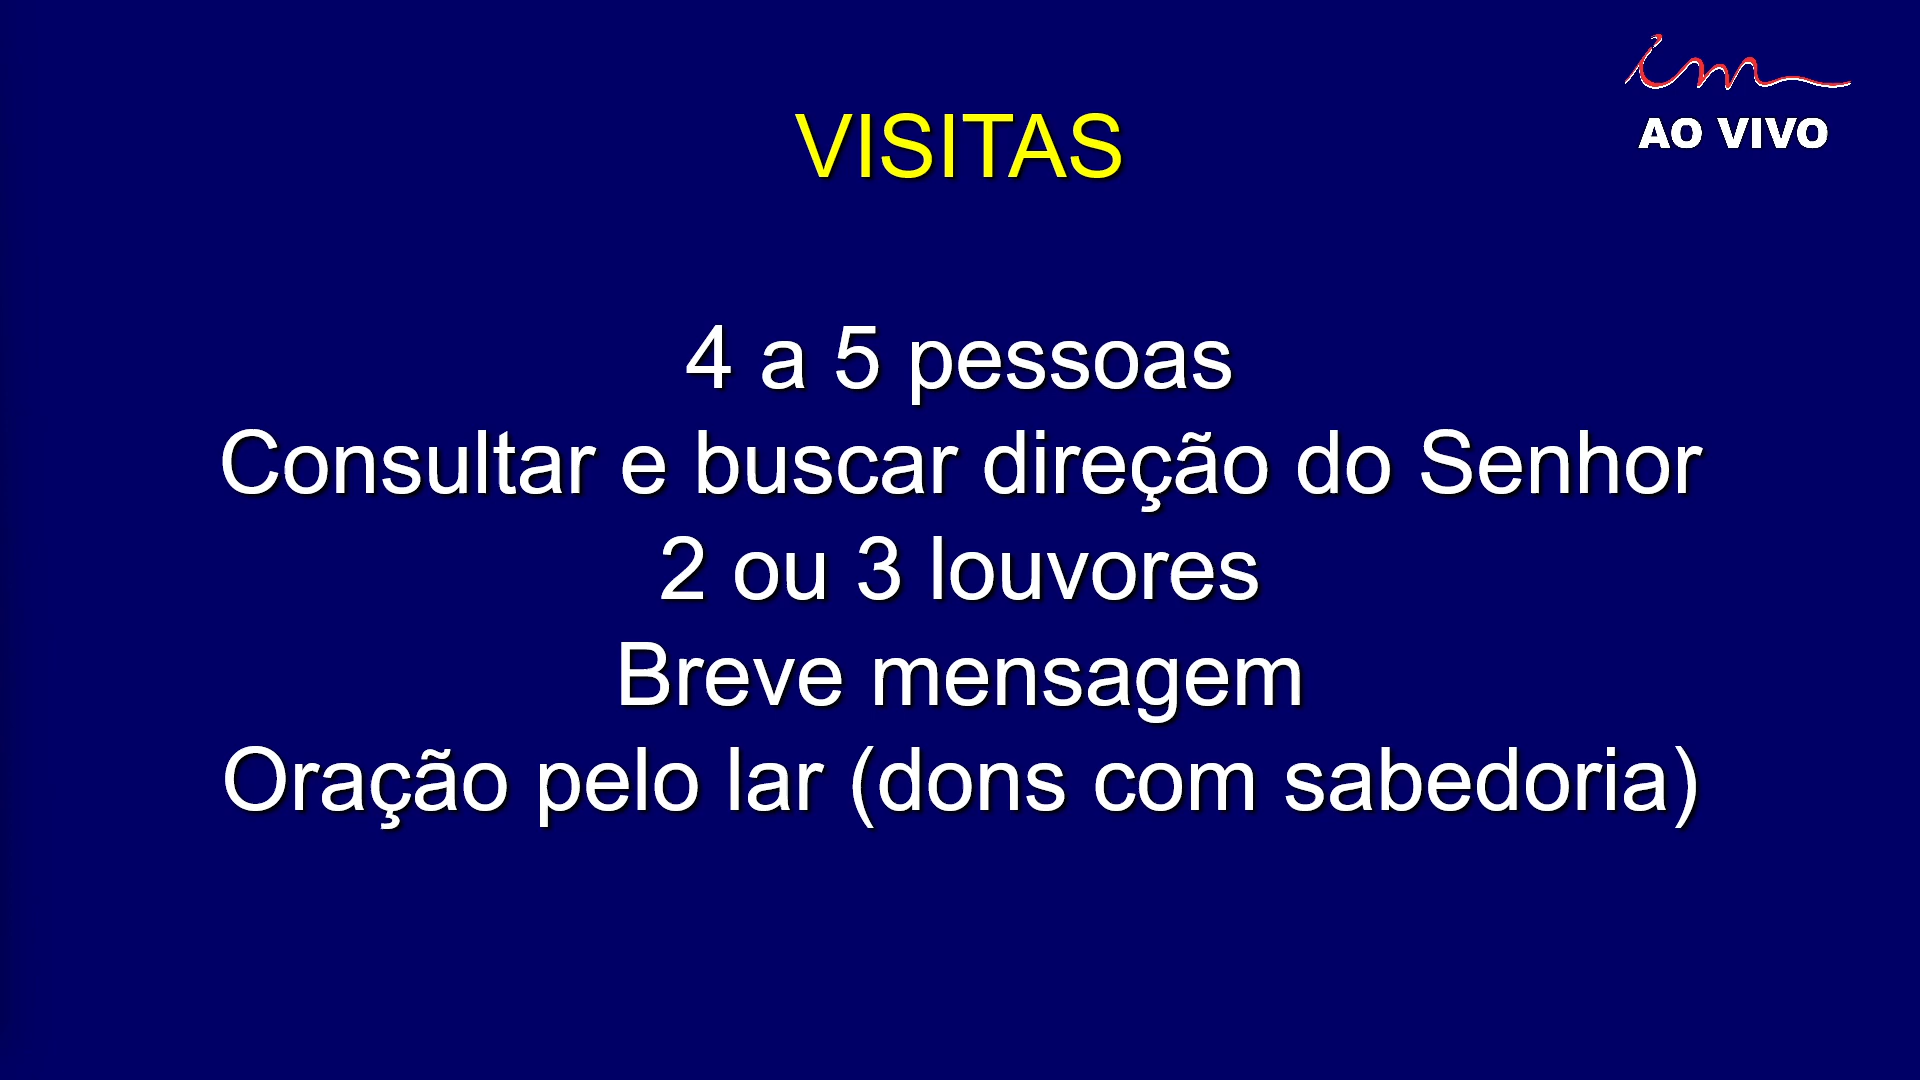 im
AO VIVO
VISITAS
4 a 5 pessoas
Consultar e buscar direção do Senhor
2 ou 3 louvores
Breve mensagem
Oração pelo lar (dons com sabedoria)